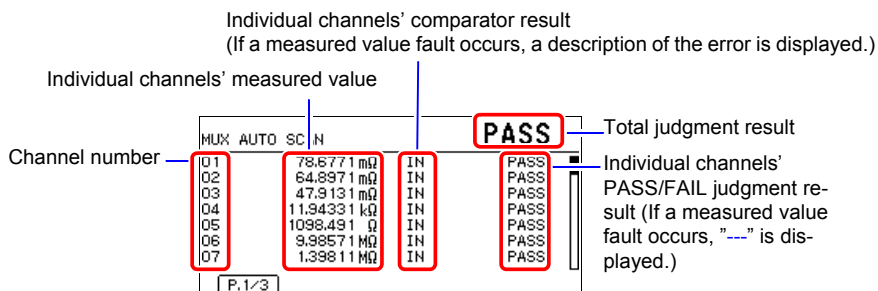 Individual channels' comparator result
(If a measured value fault occurs, a description of the error is displayed.)
Individual channels' measured value
MUX AUTO SCAN
PASS
Total judgment result
Channel number
01 78.6771 mΩ IN PASS
02 64.8971 mΩ IN PASS
03 47.9131 mΩ IN PASS
04 11.94331 kΩ IN PASS
05 1098.491 Ω IN PASS
06 9.98571 MΩ IN PASS
07 1.39811 MΩ IN PASS
Individual channels'
PASS/FAIL judgment re-
sult (If a measured value
fault occurs, "---" is dis-
played.)
P.1/3